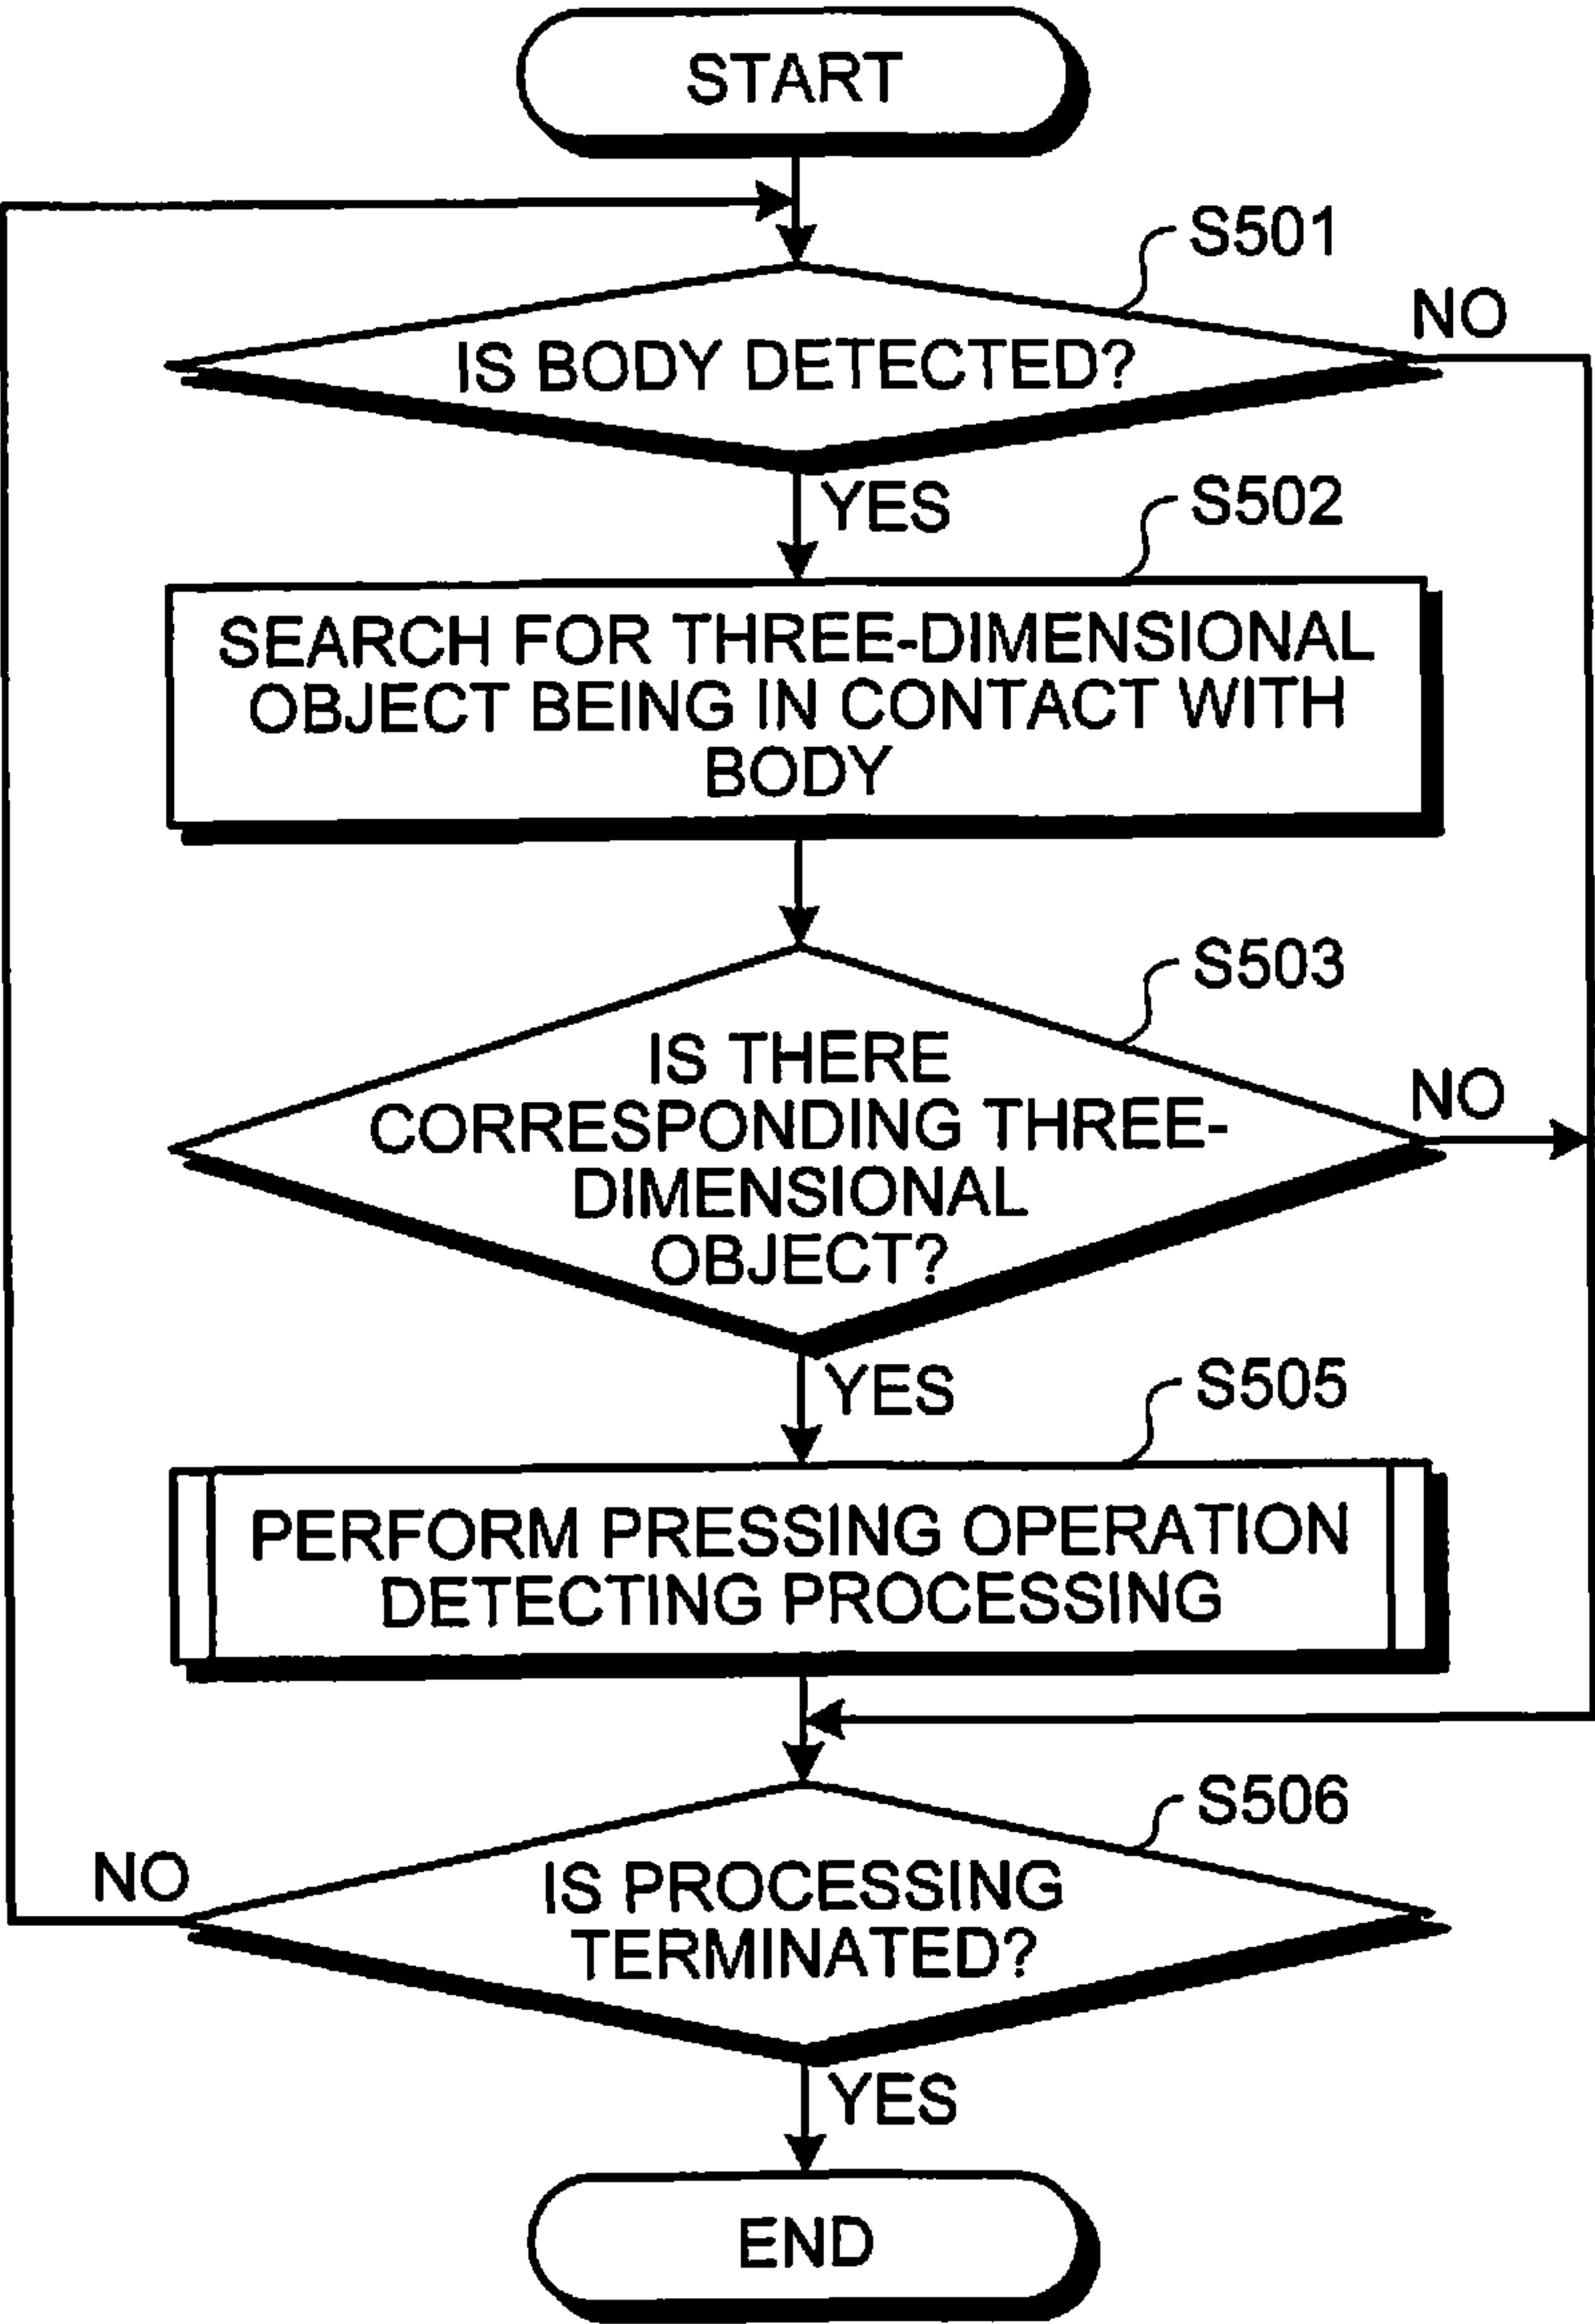 START
S501
NO
IS BODY DETECTED?
YES
S502
SEARCH FOR THREE-DIMENSIONAL
OBJECT BEING IN CONTACT WITH
BODY
S503
IS THERE
NO
CORRESPONDING THREE-
DIMENSIONAL
OBJECT?
YES
S505
PERFORM PRESSING OPERATION
DETECTING PROCESSING
S506
NO
IS PROCESSING
TERMINATED?
YES
END